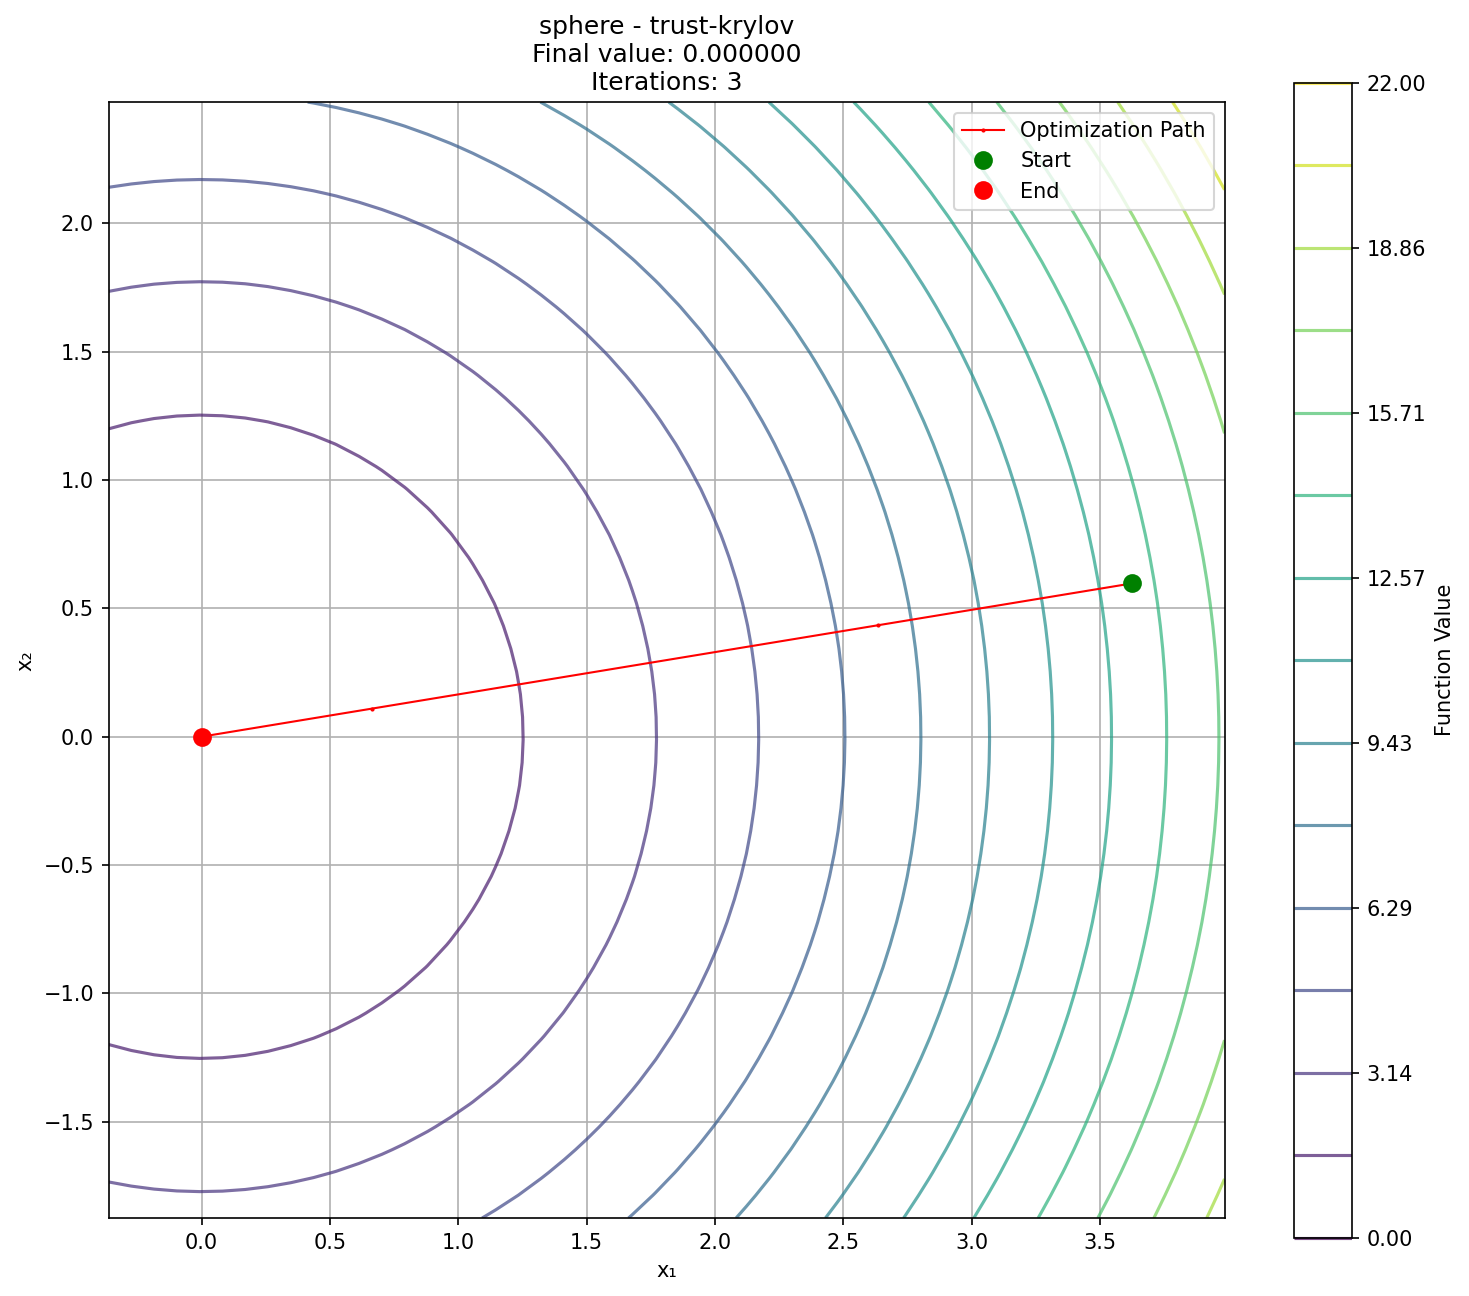 sphere - trust-krylov
Final value: 0.000000
Iterations: 3
Optimization Path
Start
End
2.0
1.5
1.0
0.5
0.0
−0.5
−1.0
−1.5
x₂
0.0 0.5 1.0 1.5 2.0 2.5 3.0 3.5
x₁
22.00
18.86
15.71
12.57
9.43
6.29
3.14
0.00
Function Value